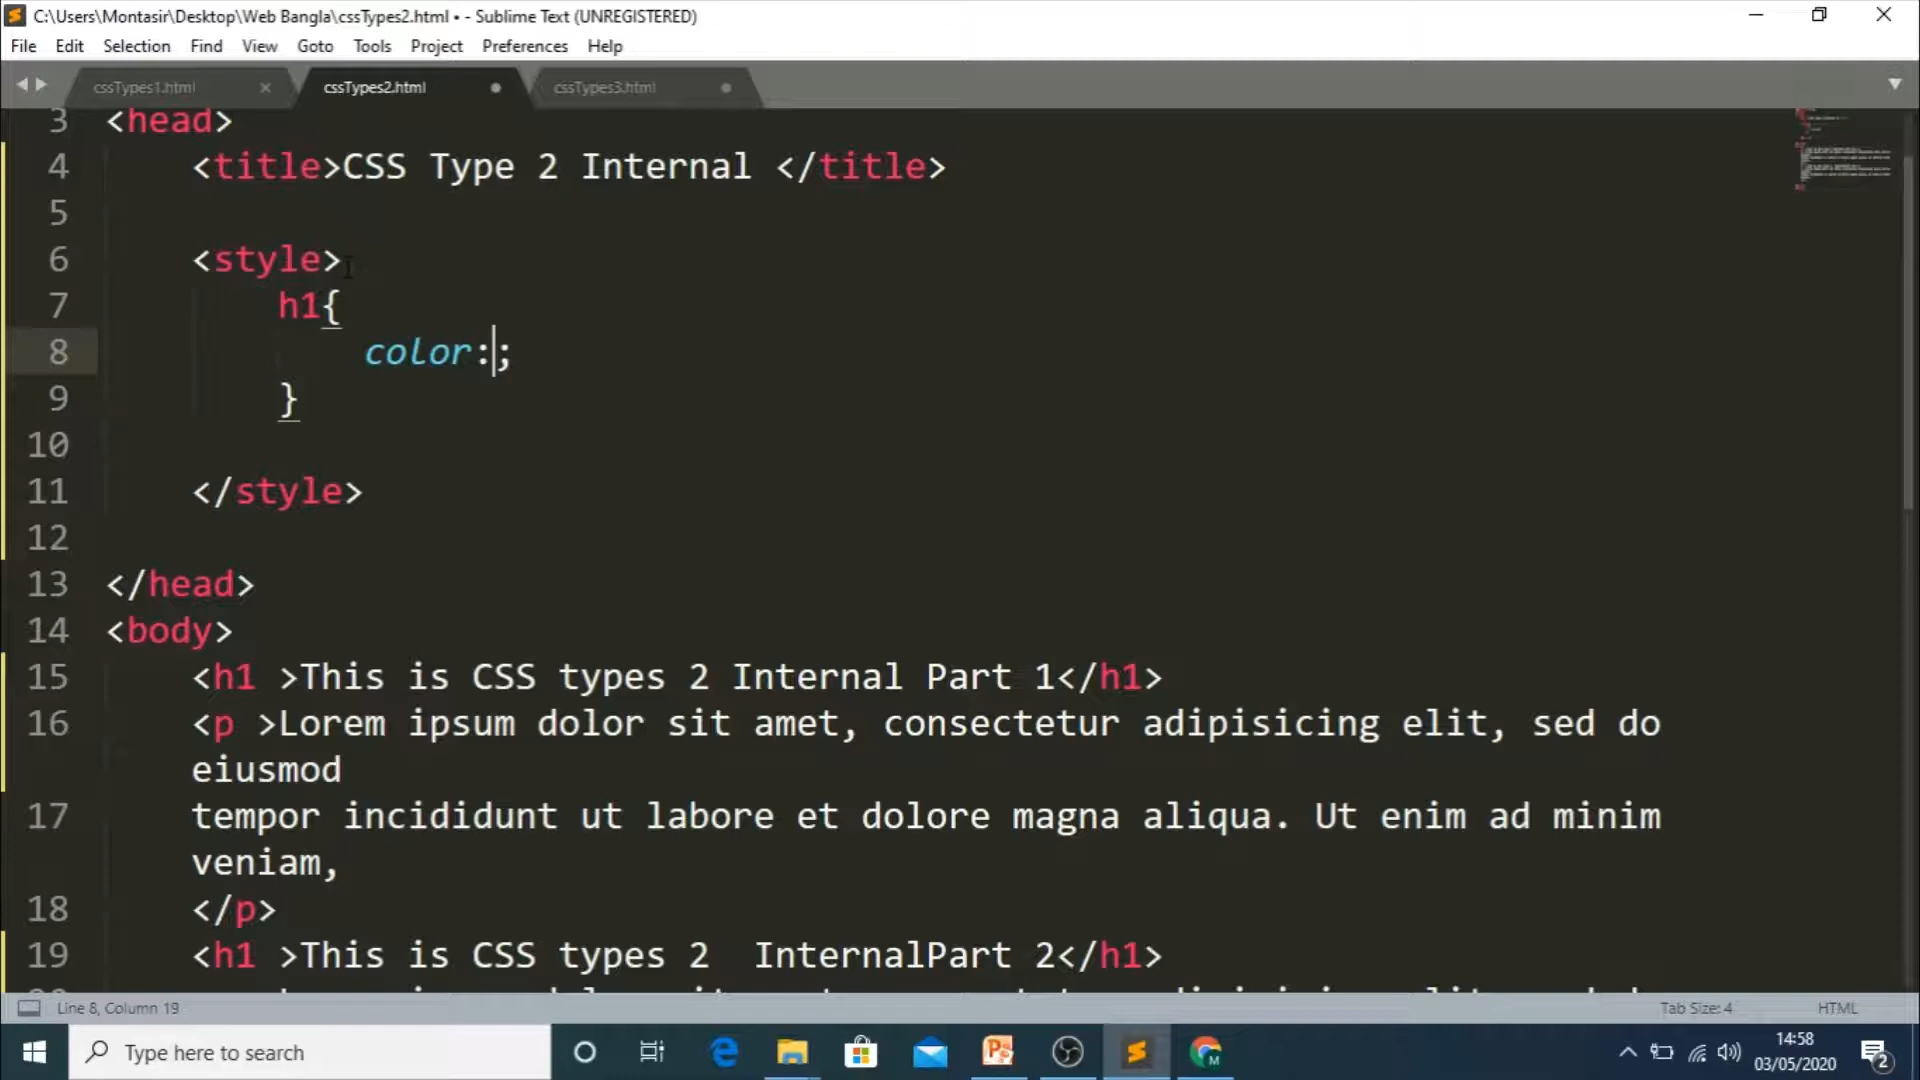 C:\Users\Montasir\Desktop\Web Bangla\cssTypes2.html • - Sublime Text (UNREGISTERED)
File Edit Selection Find View Goto Tools Project Preferences Help
cssTypes1.html cssTypes2.html cssTypes3.html
3 <head>
4 <title>CSS Type 2 Internal </title>
5
6 <style>
7 h1{
8 color:;
9 }
10
11 </style>
12
13 </head>
14 <body>
15 <h1 >This is CSS types 2 Internal Part 1</h1>
16 <p >Lorem ipsum dolor sit amet, consectetur adipisicing elit, sed do
eiusmod
17 tempor incididunt ut labore et dolore magna aliqua. Ut enim ad minim
veniam,
18 </p>
19 <h1 >This is CSS types 2  InternalPart 2</h1>
Line 8, Column 19 Tab Size: 4 HTML
Type here to search
14:58
03/05/2020
2